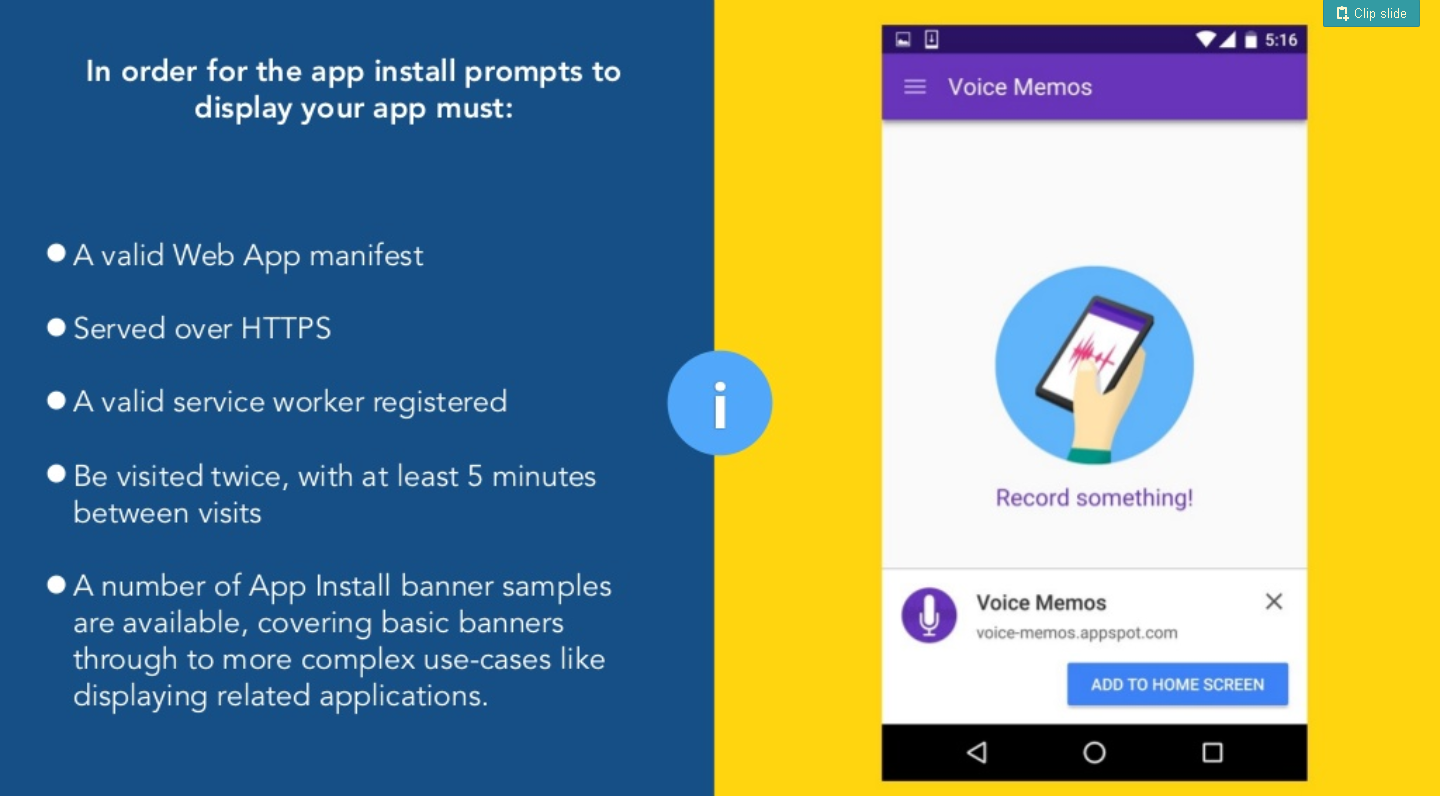 Clip slide
In order for the app install prompts to
display your app must:
● A valid Web App manifest
● Served over HTTPS
● A valid service worker registered
● Be visited twice, with at least 5 minutes
between visits
● A number of App Install banner samples
are available, covering basic banners
through to more complex use-cases like
displaying related applications.
i
5:16
Voice Memos
Record something!
Voice Memos
voice-memos.appspot.com
ADD TO HOME SCREEN